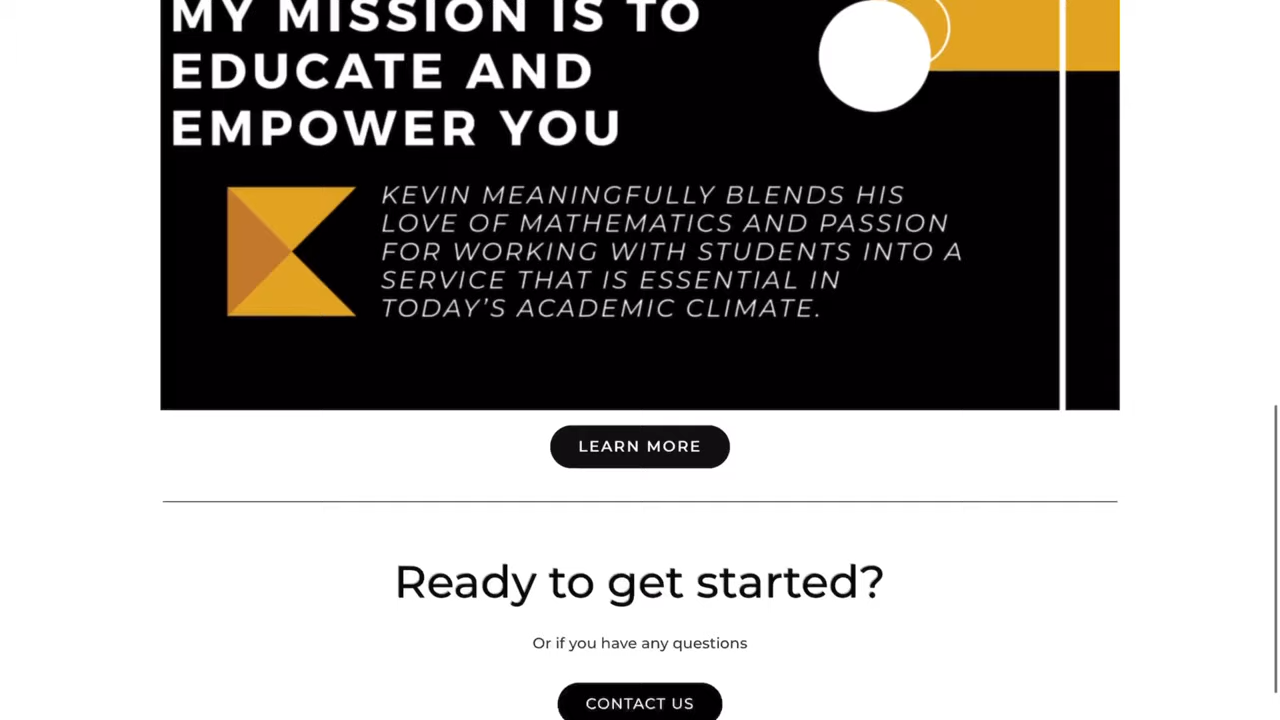 MY MISSION IS TO
EDUCATE AND
EMPOWER YOU
KEVIN MEANINGFULLY BLENDS HIS
LOVE OF MATHEMATICS AND PASSION
FOR WORKING WITH STUDENTS INTO A
SERVICE THAT IS ESSENTIAL IN
TODAY’S ACADEMIC CLIMATE.
LEARN MORE
Ready to get started?
Or if you have any questions
CONTACT US